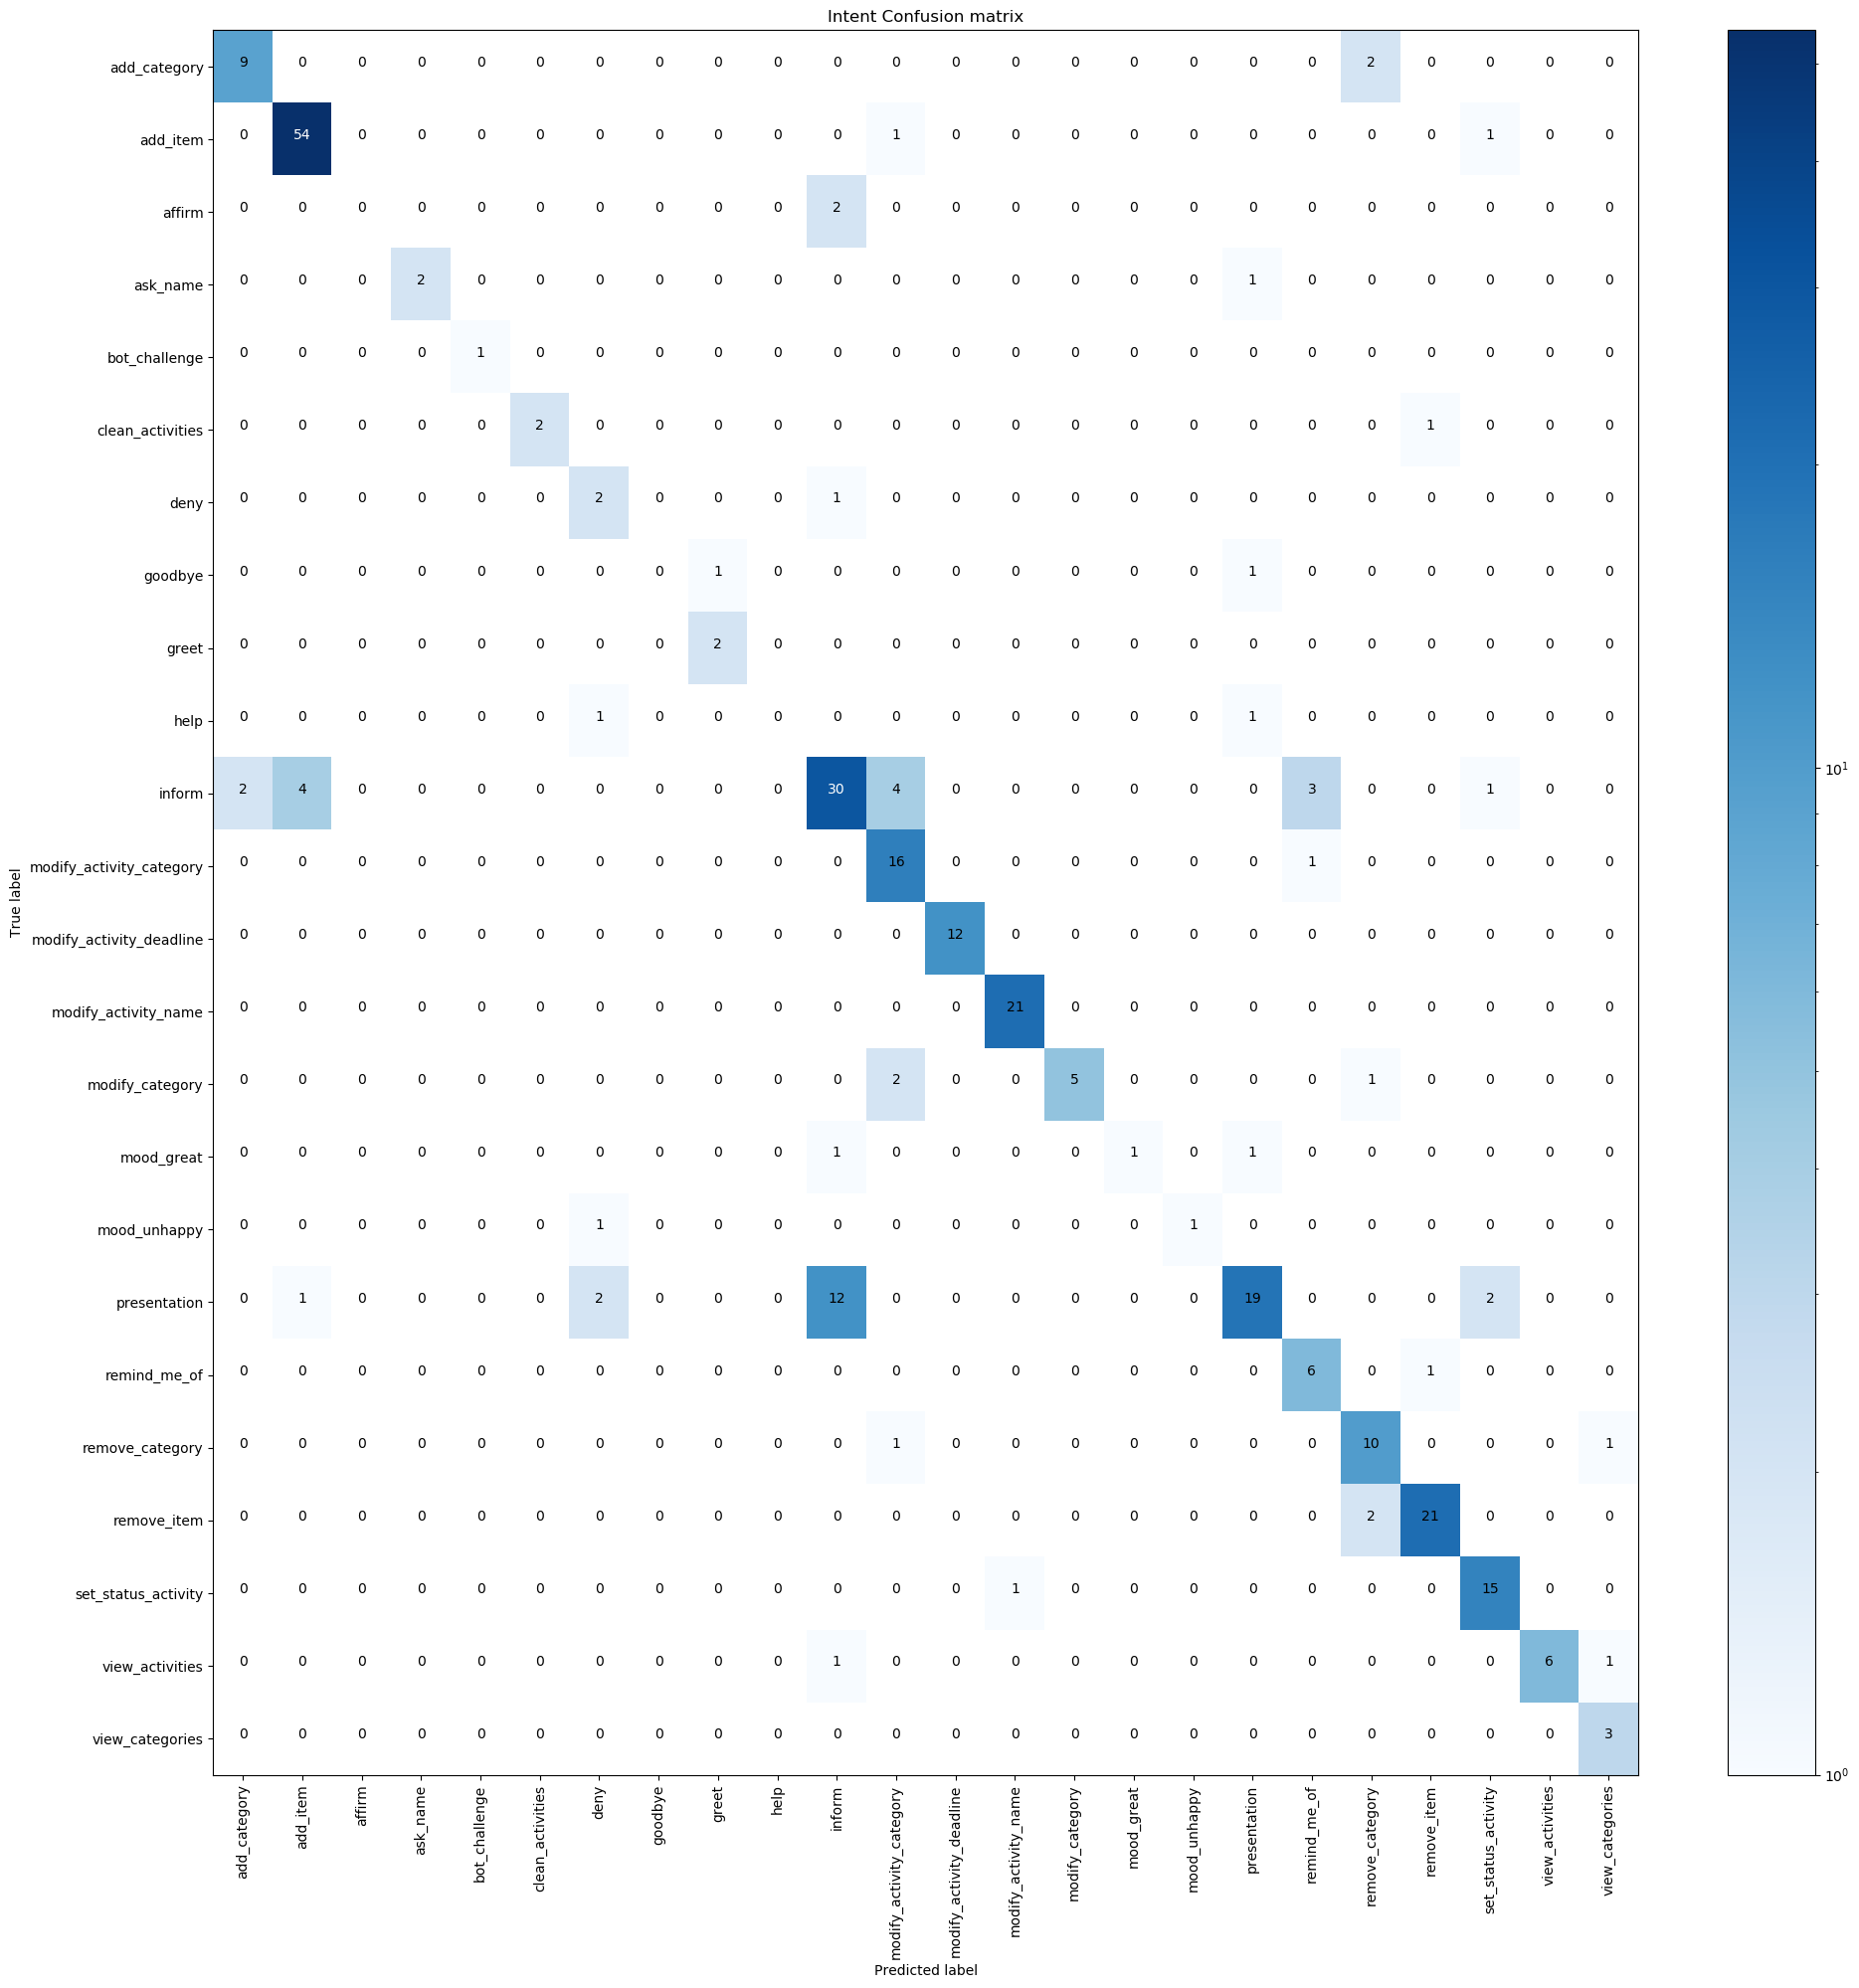 Intent Confusion matrix
add_category 9 0 0 0 0 0 0 0 0 0 0 0 0 0 0 0 0 0 0 2 0 0 0 0
add_item 0 54 0 0 0 0 0 0 0 0 0 1 0 0 0 0 0 0 0 0 0 1 0 0
affirm 0 0 0 0 0 0 0 0 0 0 2 0 0 0 0 0 0 0 0 0 0 0 0 0
ask_name 0 0 0 2 0 0 0 0 0 0 0 0 0 0 0 0 0 1 0 0 0 0 0 0
bot_challenge 0 0 0 0 1 0 0 0 0 0 0 0 0 0 0 0 0 0 0 0 0 0 0 0
clean_activities 0 0 0 0 0 2 0 0 0 0 0 0 0 0 0 0 0 0 0 0 1 0 0 0
deny 0 0 0 0 0 0 2 0 0 0 1 0 0 0 0 0 0 0 0 0 0 0 0 0
goodbye 0 0 0 0 0 0 0 0 1 0 0 0 0 0 0 0 0 1 0 0 0 0 0 0
greet 0 0 0 0 0 0 0 0 2 0 0 0 0 0 0 0 0 0 0 0 0 0 0 0
help 0 0 0 0 0 0 1 0 0 0 0 0 0 0 0 0 0 1 0 0 0 0 0 0
inform 2 4 0 0 0 0 0 0 0 0 30 4 0 0 0 0 0 0 3 0 0 1 0 0
10¹
modify_activity_category 0 0 0 0 0 0 0 0 0 0 0 16 0 0 0 0 0 0 1 0 0 0 0 0
True label
modify_activity_deadline 0 0 0 0 0 0 0 0 0 0 0 0 12 0 0 0 0 0 0 0 0 0 0 0
modify_activity_name 0 0 0 0 0 0 0 0 0 0 0 0 0 21 0 0 0 0 0 0 0 0 0 0
modify_category 0 0 0 0 0 0 0 0 0 0 0 2 0 0 5 0 0 0 0 1 0 0 0 0
mood_great 0 0 0 0 0 0 0 0 0 0 1 0 0 0 0 1 0 1 0 0 0 0 0 0
mood_unhappy 0 0 0 0 0 0 1 0 0 0 0 0 0 0 0 0 1 0 0 0 0 0 0 0
presentation 0 1 0 0 0 0 2 0 0 0 12 0 0 0 0 0 0 19 0 0 0 2 0 0
remind_me_of 0 0 0 0 0 0 0 0 0 0 0 0 0 0 0 0 0 0 6 0 1 0 0 0
remove_category 0 0 0 0 0 0 0 0 0 0 0 1 0 0 0 0 0 0 0 10 0 0 0 1
remove_item 0 0 0 0 0 0 0 0 0 0 0 0 0 0 0 0 0 0 0 2 21 0 0 0
set_status_activity 0 0 0 0 0 0 0 0 0 0 0 0 0 1 0 0 0 0 0 0 0 15 0 0
view_activities 0 0 0 0 0 0 0 0 0 0 1 0 0 0 0 0 0 0 0 0 0 0 6 1
view_categories 0 0 0 0 0 0 0 0 0 0 0 0 0 0 0 0 0 0 0 0 0 0 0 3
10⁰
add_category
add_item
affirm
ask_name
bot_challenge
clean_activities
deny
goodbye
greet
help
inform
modify_activity_category
modify_activity_deadline
modify_activity_name
modify_category
mood_great
mood_unhappy
presentation
remind_me_of
remove_category
remove_item
set_status_activity
view_activities
view_categories
Predicted label